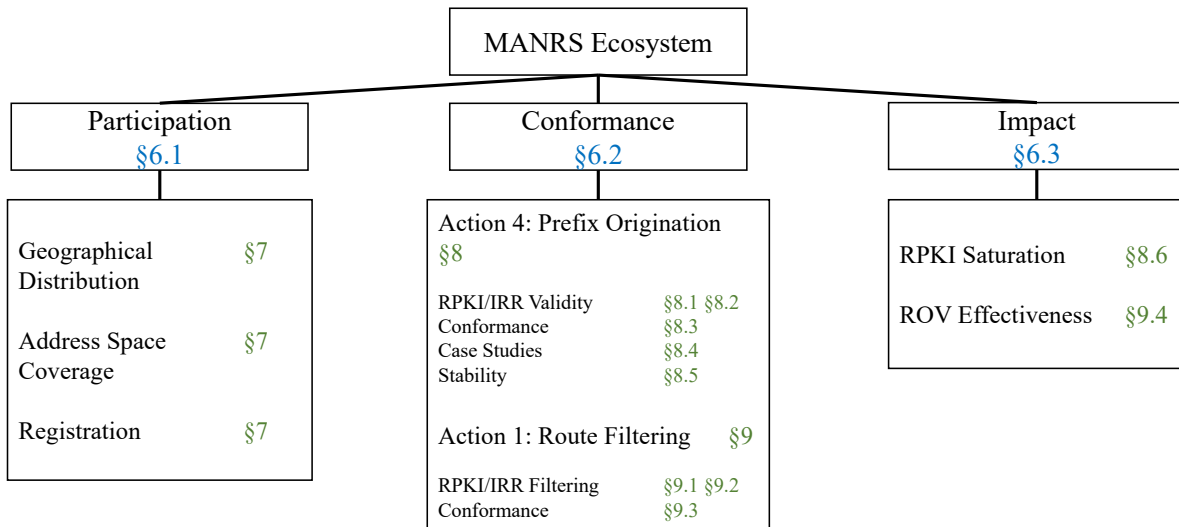 MANRS Ecosystem
Participation
§6.1
Geographical §7
Distribution
Address Space §7
Coverage
Registration §7
Conformance
§6.2
Action 4: Prefix Origination
§8
RPKI/IRR Validity §8.1 §8.2
Conformance §8.3
Case Studies §8.4
Stability §8.5
Action 1: Route Filtering §9
RPKI/IRR Filtering §9.1 §9.2
Conformance §9.3
Impact
§6.3
RPKI Saturation §8.6
ROV Effectiveness §9.4